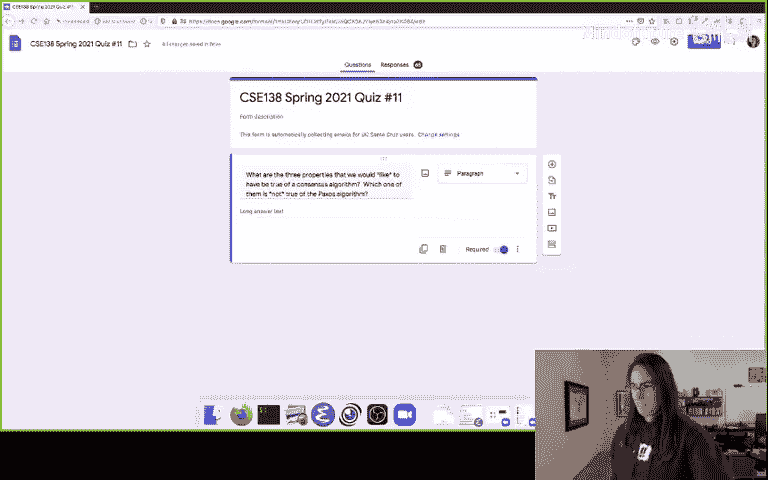 CSE138 Spring 2021 Quiz #11
Questions
Responses
CSE138 Spring 2021 Quiz #11
Form description
This form is automatically collecting emails for UC Santa Cruz users. Change settings
What are the three properties that we would *like* to
have be true of a consensus algorithm? Which one of
them is *not* true of the Paxos algorithm?
Paragraph
Long answer text
Required